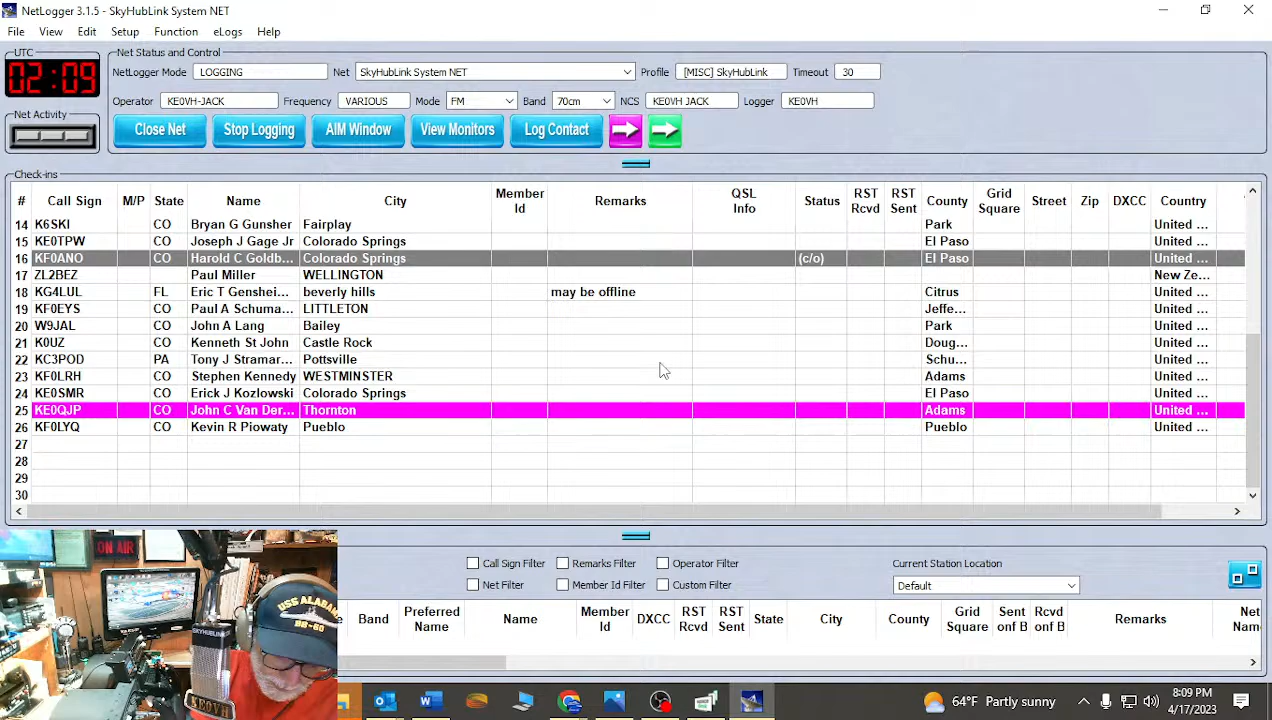 NetLogger 3.1.5 - SkyHubLink System NET
File View Edit Setup Function eLogs Help
UTC
02:09
Net Activity
Net Status and Control
NetLogger Mode LOGGING Net SkyHubLink System NET Profile [MISC] SkyHubLink Timeout 30
Operator KE0VH-JACK Frequency VARIOUS Mode FM Band 70cm NCS KE0VH JACK Logger KE0VH
Close Net Stop Logging AIM Window View Monitors Log Contact
Check-ins
# Call Sign M/P State Name City Member Id Remarks QSL Info Status RST Rcvd RST Sent County Grid Square Street Zip DXCC Country
14 K6SKI CO Bryan G Gunsher Fairplay Park United ...
15 KE0TPW CO Joseph J Gage Jr Colorado Springs El Paso United ...
16 KF0ANO CO Harold C Goldb... Colorado Springs (c/o) El Paso United ...
17 ZL2BEZ Paul Miller WELLINGTON New Ze...
18 KG4LUL FL Eric T Genshei... beverly hills may be offline Citrus United ...
19 KF0EYS CO Paul A Schuma... LITTLETON Jeffe... United ...
20 W9JAL CO John A Lang Bailey Park United ...
21 K0UZ CO Kenneth St John Castle Rock Doug... United ...
22 KC3POD PA Tony J Stramar... Pottsville Schu... United ...
23 KF0LRH CO Stephen Kennedy WESTMINSTER Adams United ...
24 KE0SMR CO Erick J Kozlowski Colorado Springs El Paso United ...
25 KE0QJP CO John C Van Der... Thornton Adams United ...
26 KF0LYQ CO Kevin R Piowaty Pueblo Pueblo United ...
27
28
29
30
Call Sign Filter Remarks Filter Operator Filter Current Station Location
Net Filter Member Id Filter Custom Filter Default
e Band Preferred Name Name Member Id DXCC RST Rcvd RST Sent State City County Grid Square Sent onf B Rcvd onf B Remarks Net Name
ON AIR
USS ALABAMA
BB-60
SKYHUBLINK
KE0VH
64°F Partly sunny
8:09 PM
4/17/2023